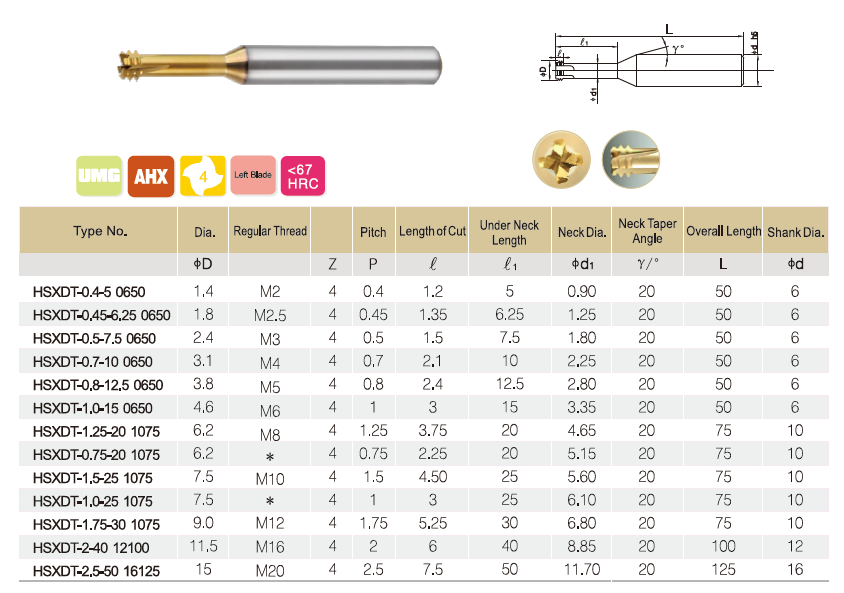 L
ℓ1
ℓ
γ°
ΦD
Φd1
Φd h6
UMG
AHX
4
Left Blade
<67
HRC
Type No. Dia. Regular Thread Pitch Length of Cut Under Neck Length Neck Dia. Neck Taper Angle Overall Length Shank Dia.
ΦD Z P ℓ ℓ1 Φd1 γ/° L Φd
HSXDT-0.4-5 0650 1.4 M2 4 0.4 1.2 5 0.90 20 50 6
HSXDT-0.45-6.25 0650 1.8 M2.5 4 0.45 1.35 6.25 1.25 20 50 6
HSXDT-0.5-7.5 0650 2.4 M3 4 0.5 1.5 7.5 1.80 20 50 6
HSXDT-0.7-10 0650 3.1 M4 4 0.7 2.1 10 2.25 20 50 6
HSXDT-0.8-12.5 0650 3.8 M5 4 0.8 2.4 12.5 2.80 20 50 6
HSXDT-1.0-15 0650 4.6 M6 4 1 3 15 3.35 20 50 6
HSXDT-1.25-20 1075 6.2 M8 4 1.25 3.75 20 4.65 20 75 10
HSXDT-0.75-20 1075 6.2 * 4 0.75 2.25 20 5.15 20 75 10
HSXDT-1.5-25 1075 7.5 M10 4 1.5 4.50 25 5.60 20 75 10
HSXDT-1.0-25 1075 7.5 * 4 1 3 25 6.10 20 75 10
HSXDT-1.75-30 1075 9.0 M12 4 1.75 5.25 30 6.80 20 75 10
HSXDT-2-40 12100 11.5 M16 4 2 6 40 8.85 20 100 12
HSXDT-2.5-50 16125 15 M20 4 2.5 7.5 50 11.70 20 125 16